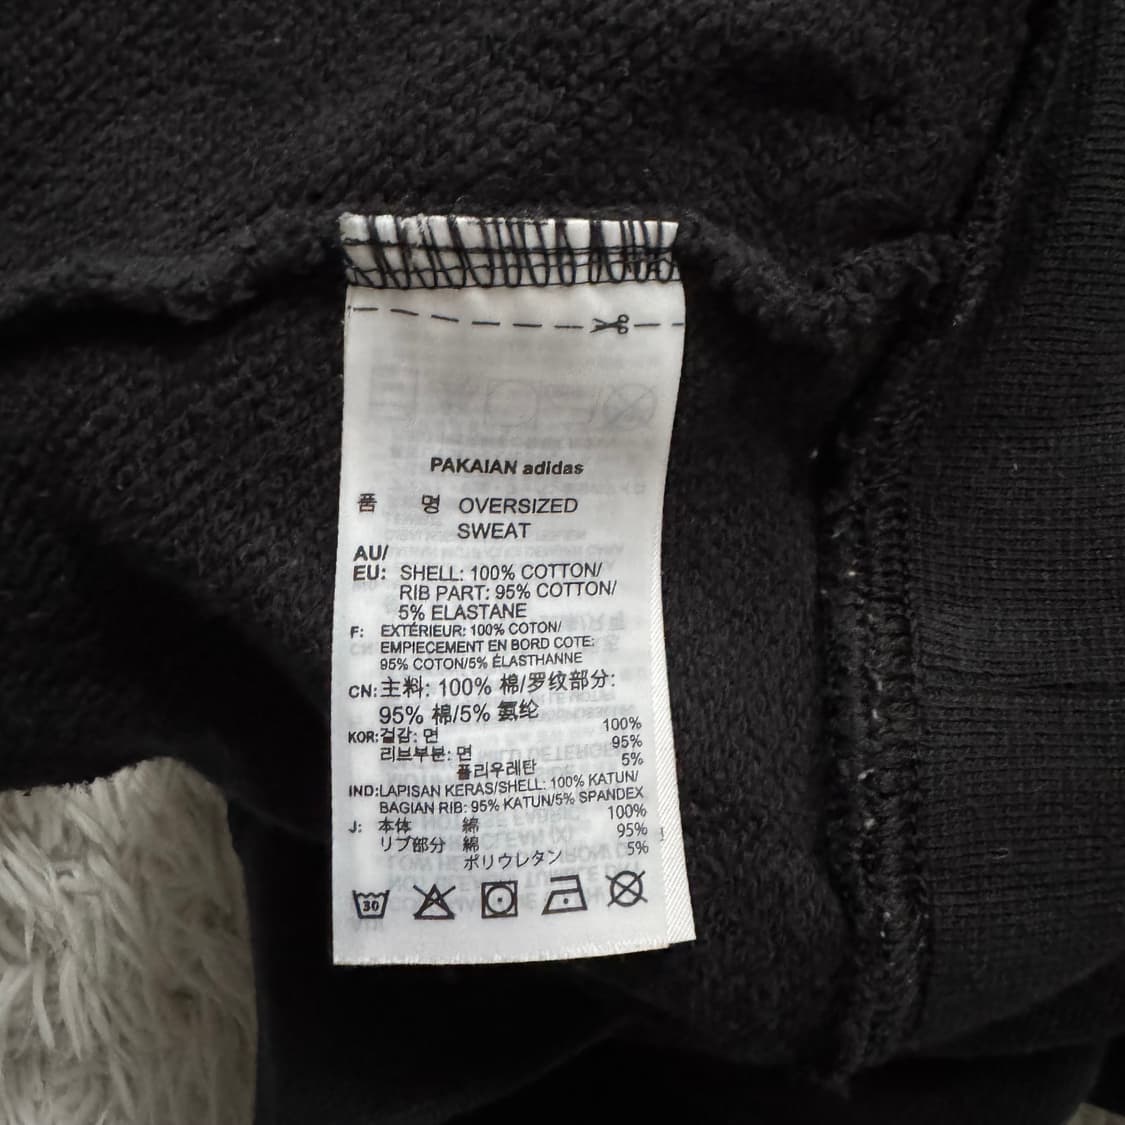 PAKAIAN adidas
품 명 OVERSIZED
SWEAT
AU/
EU: SHELL: 100% COTTON/
RIB PART: 95% COTTON/
5% ELASTANE
F: EXTÉRIEUR: 100% COTON/
EMPIECEMENT EN BORD COTE:
95% COTON/5% ÉLASTHANNE
CN: 主料: 100% 棉/罗纹部分:
95% 棉/5% 氨纶
KOR: 겉감: 면 100%
리브부분: 면 95%
폴리우레탄 5%
IND: LAPISAN KERAS/SHELL: 100% KATUN/
BAGIAN RIB: 95% KATUN/5% SPANDEX
J: 本体 綿 100%
リブ部分 綿 95%
ポリウレタン 5%
30